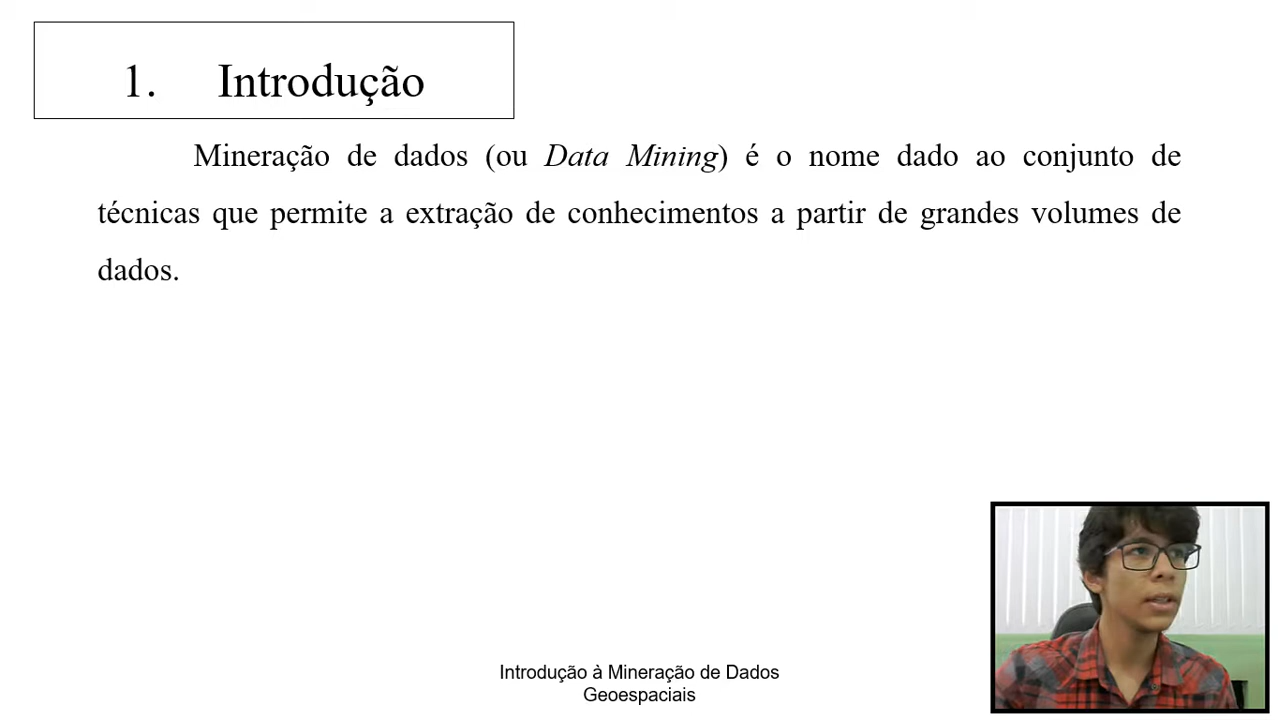 1. Introdução
Mineração de dados (ou Data Mining) é o nome dado ao conjunto de
técnicas que permite a extração de conhecimentos a partir de grandes volumes de
dados.
Introdução à Mineração de Dados
Geoespaciais